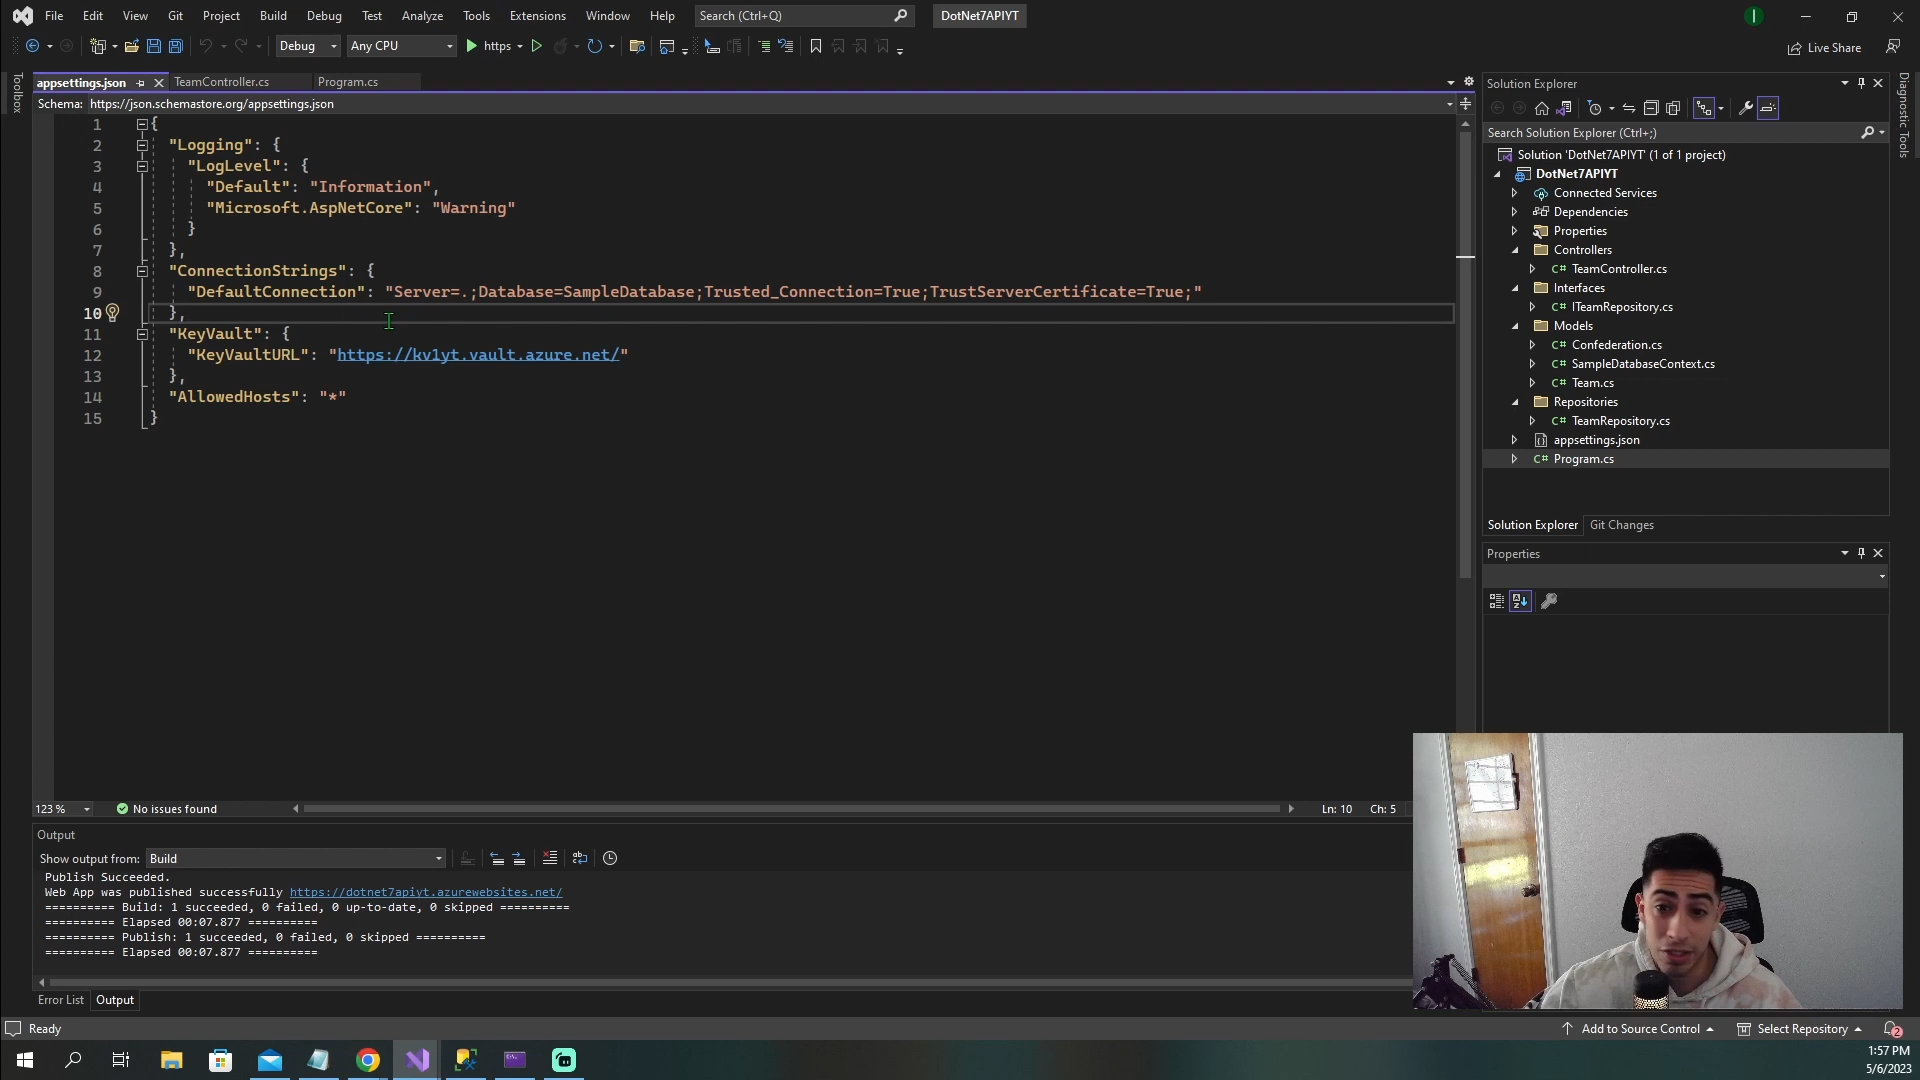 File Edit View Git Project Build Debug Test Analyze Tools Extensions Window Help Search (Ctrl+Q) DotNet7APIYT
Debug Any CPU https Live Share
Toolbox
appsettings.json TeamController.cs Program.cs
Schema: https://json.schemastore.org/appsettings.json
1 {
2 "Logging": {
3 "LogLevel": {
4 "Default": "Information",
5 "Microsoft.AspNetCore": "Warning"
6 }
7 },
8 "ConnectionStrings": {
9 "DefaultConnection": "Server=.;Database=SampleDatabase;Trusted_Connection=True;TrustServerCertificate=True;"
10 },
11 "KeyVault": {
12 "KeyVaultURL": "https://kv1yt.vault.azure.net/"
13 },
14 "AllowedHosts": "*"
15 }
123 % No issues found Ln: 10 Ch: 5
Output
Show output from: Build
Publish Succeeded.
Web App was published successfully https://dotnet7apiyt.azurewebsites.net/
========== Build: 1 succeeded, 0 failed, 0 up-to-date, 0 skipped ==========
========== Elapsed 00:07.877 ==========
========== Publish: 1 succeeded, 0 failed, 0 skipped ==========
========== Elapsed 00:07.877 ==========
Error List Output
Solution Explorer
Search Solution Explorer (Ctrl+;)
Solution 'DotNet7APIYT' (1 of 1 project)
DotNet7APIYT
Connected Services
Dependencies
Properties
Controllers
C# TeamController.cs
Interfaces
C# ITeamRepository.cs
Models
C# Confederation.cs
C# SampleDatabaseContext.cs
C# Team.cs
Repositories
C# TeamRepository.cs
appsettings.json
C# Program.cs
Solution Explorer Git Changes
Properties
Diagnostic Tools
Ready Add to Source Control Select Repository 2
1:57 PM
5/6/2023